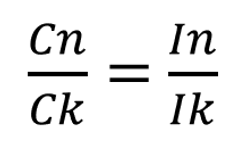 Cn/Ck = In/Ik